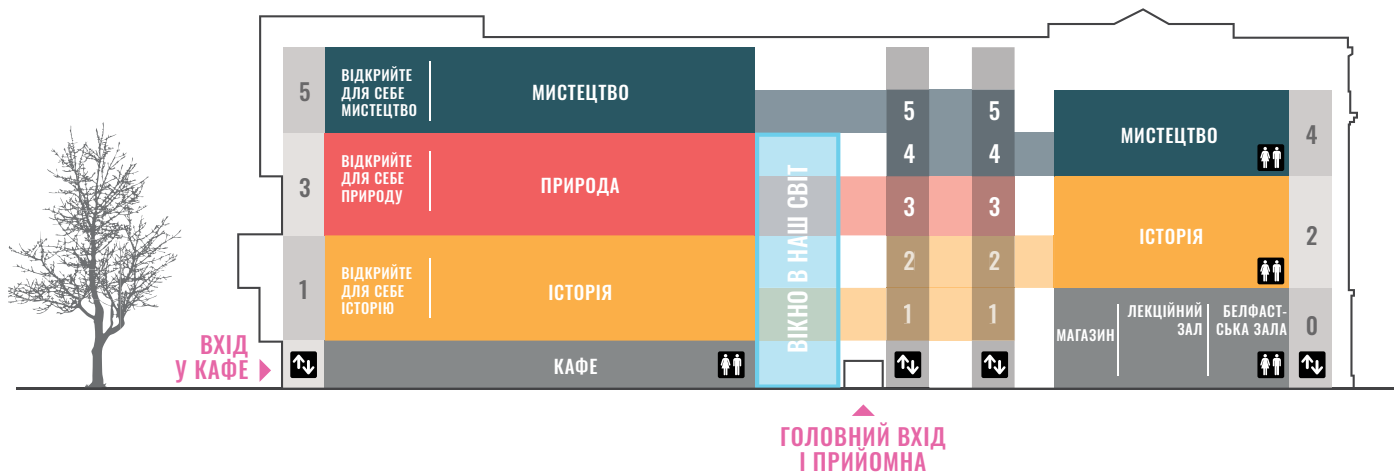 5
ВІДКРИЙТЕ
ДЛЯ СЕБЕ
МИСТЕЦТВО
МИСТЕЦТВО
3
ВІДКРИЙТЕ
ДЛЯ СЕБЕ
ПРИРОДУ
ПРИРОДА
1
ВІДКРИЙТЕ
ДЛЯ СЕБЕ
ІСТОРІЮ
ІСТОРІЯ
ВХІД
У КАФЕ
КАФЕ
ВІКНО В НАШ СВІТ
5
4
3
2
1
5
4
3
2
1
МИСТЕЦТВО
4
ІСТОРІЯ
2
МАГАЗИН
ЛЕКЦІЙНИЙ
ЗАЛ
БЕЛФАСТ-
СЬКА ЗАЛА
0
ГОЛОВНИЙ ВХІД
І ПРИЙОМНА